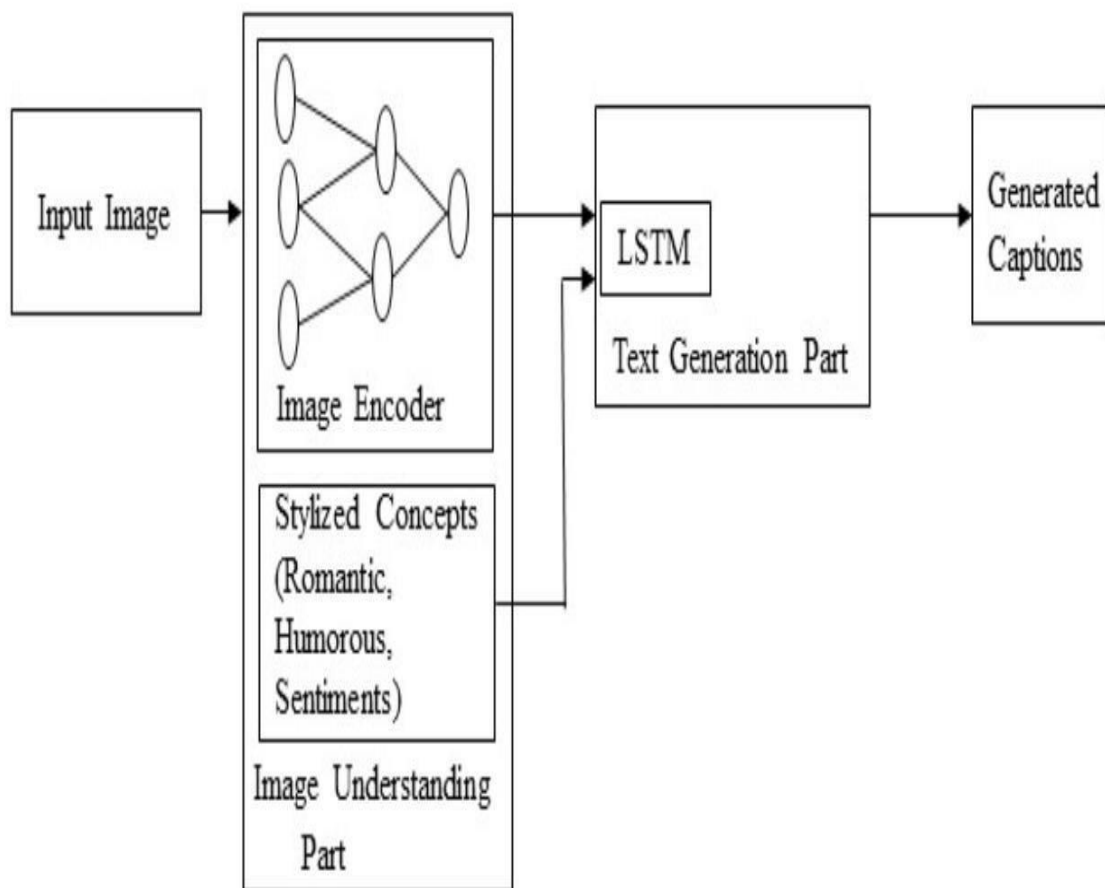 Input Image
Image Encoder
Stylized Concepts
(Romantic,
Humorous,
Sentiments)
Image Understanding
Part
LSTM
Text Generation Part
Generated
Captions